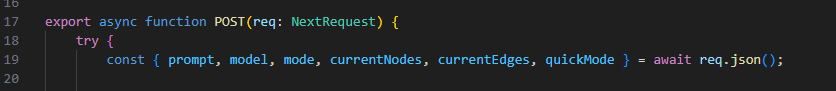 16
17 export async function POST(req: NextRequest) {
18 try {
19 const { prompt, model, mode, currentNodes, currentEdges, quickMode } = await req.json();
20